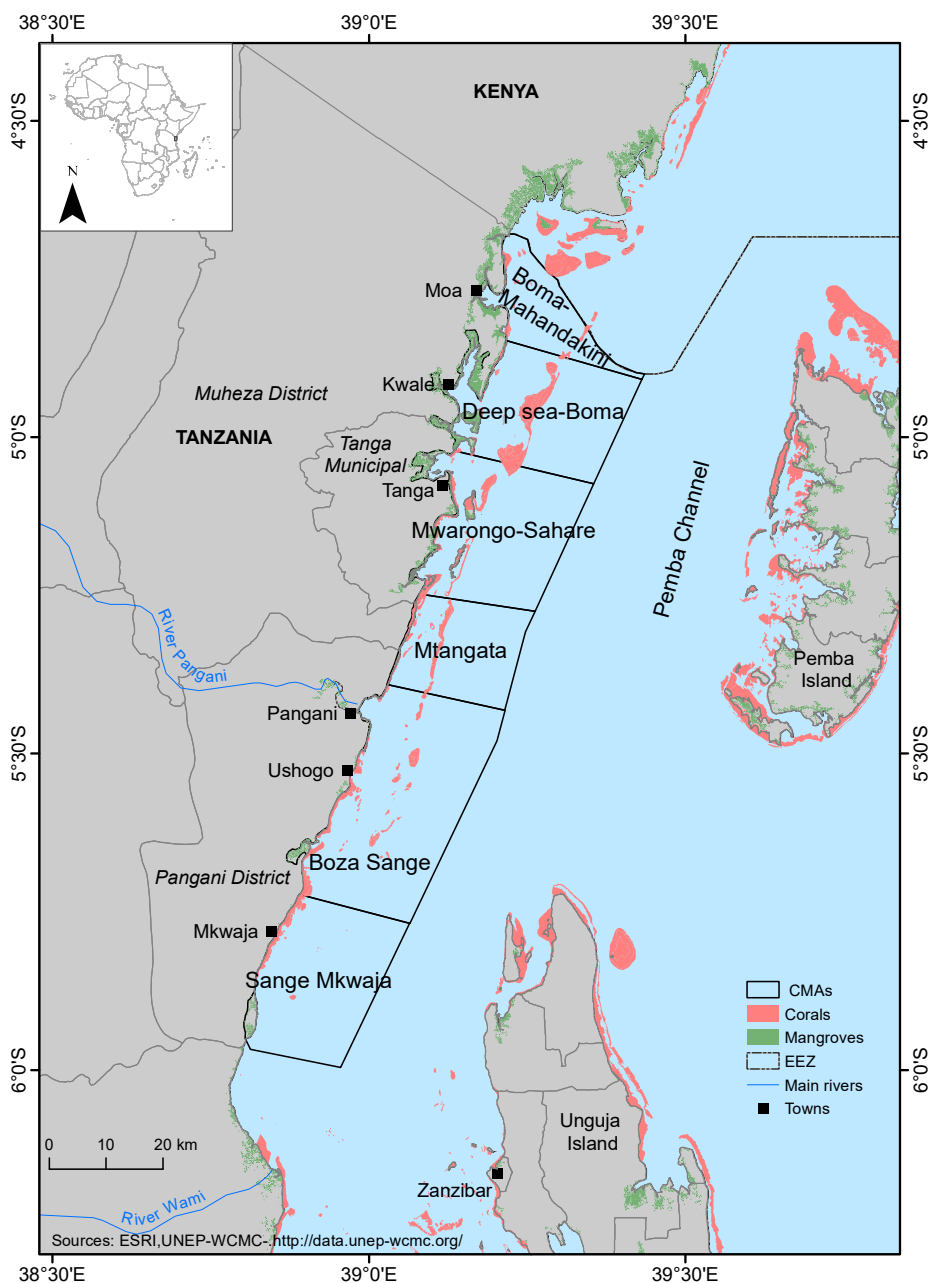 38°30'E
39°0'E
39°30'E
4°30'S
4°30'S
5°0'S
5°0'S
5°30'S
5°30'S
6°0'S
6°0'S
38°30'E
39°0'E
39°30'E
N
KENYA
Moa
Boma-
Mahandakini
Kwale
Muheza District
TANZANIA
Deep sea-Boma
Tanga
Municipal
Tanga
Mwarongo-Sahare
Pemba Channel
River Pangani
Mtangata
Pemba
Island
Pangani
Ushogo
Boza Sange
Pangani District
Mkwaja
Sange Mkwaja
CMAs
Corals
Mangroves
EEZ
Main rivers
Towns
Unguja
Island
0 10 20 km
Zanzibar
River Wami
Sources: ESRI,UNEP-WCMC-.http://data.unep-wcmc.org/